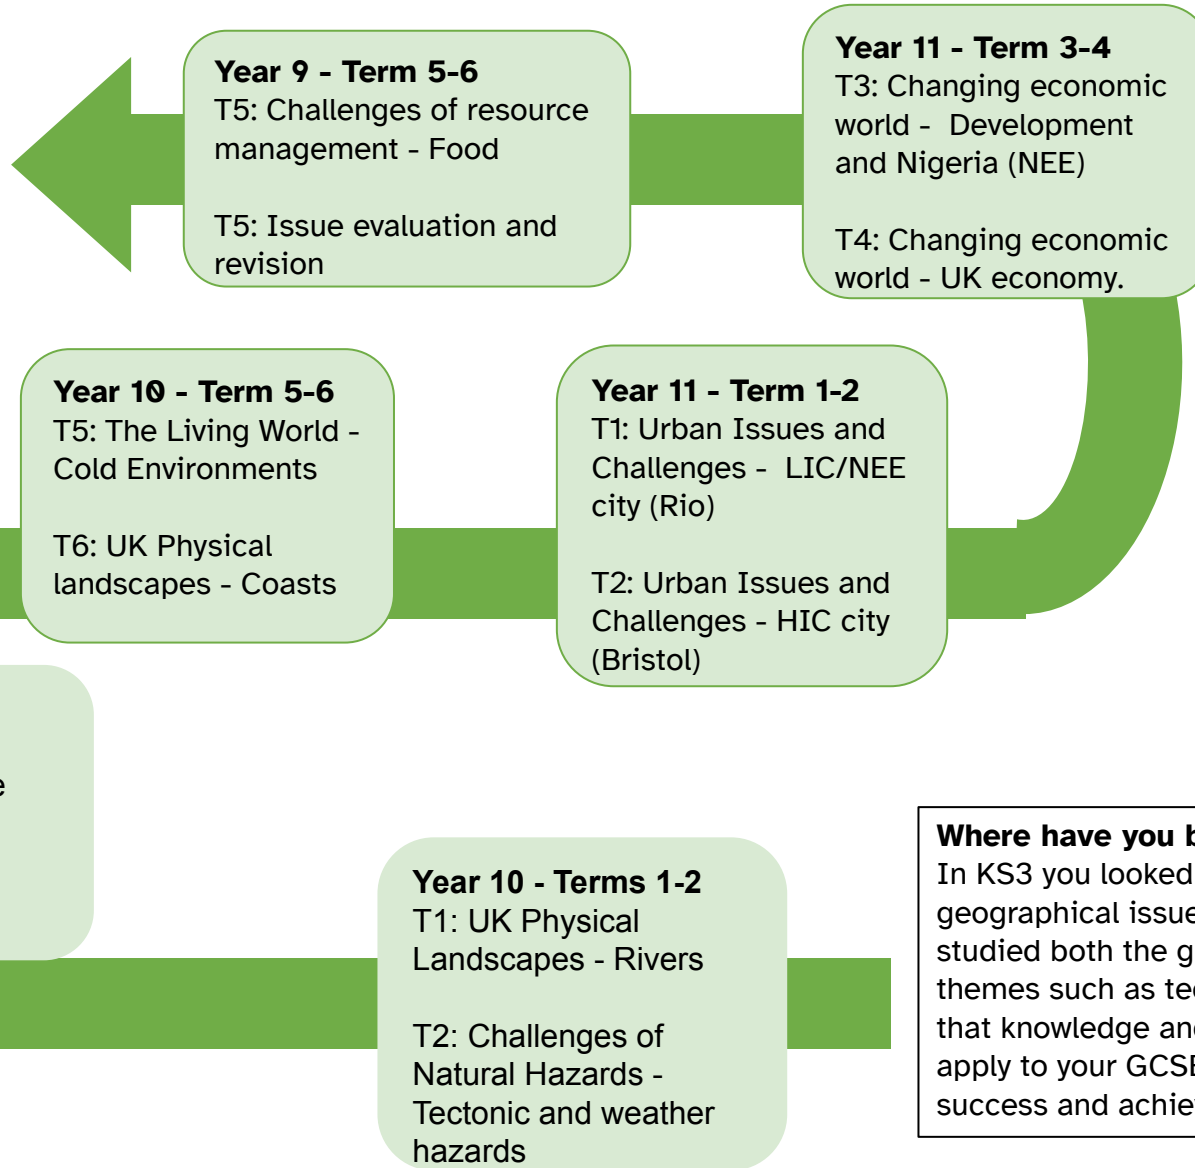 Year 9 - Term 5-6
T5: Challenges of resource
management - Food
T5: Issue evaluation and
revision
Year 11 - Term 3-4
T3: Changing economic
world - Development
and Nigeria (NEE)
T4: Changing economic
world - UK economy.
Year 10 - Term 5-6
T5: The Living World -
Cold Environments
T6: UK Physical
landscapes - Coasts
Year 11 - Term 1-2
T1: Urban Issues and
Challenges - LIC/NEE
city (Rio)
T2: Urban Issues and
Challenges - HIC city
(Bristol)
Year 10 - Terms 1-2
T1: UK Physical
Landscapes - Rivers
T2: Challenges of
Natural Hazards -
Tectonic and weather
hazards
Where have you
In KS3 you looked
geographical
studied both the
themes such as
that knowledge
apply to your
success and